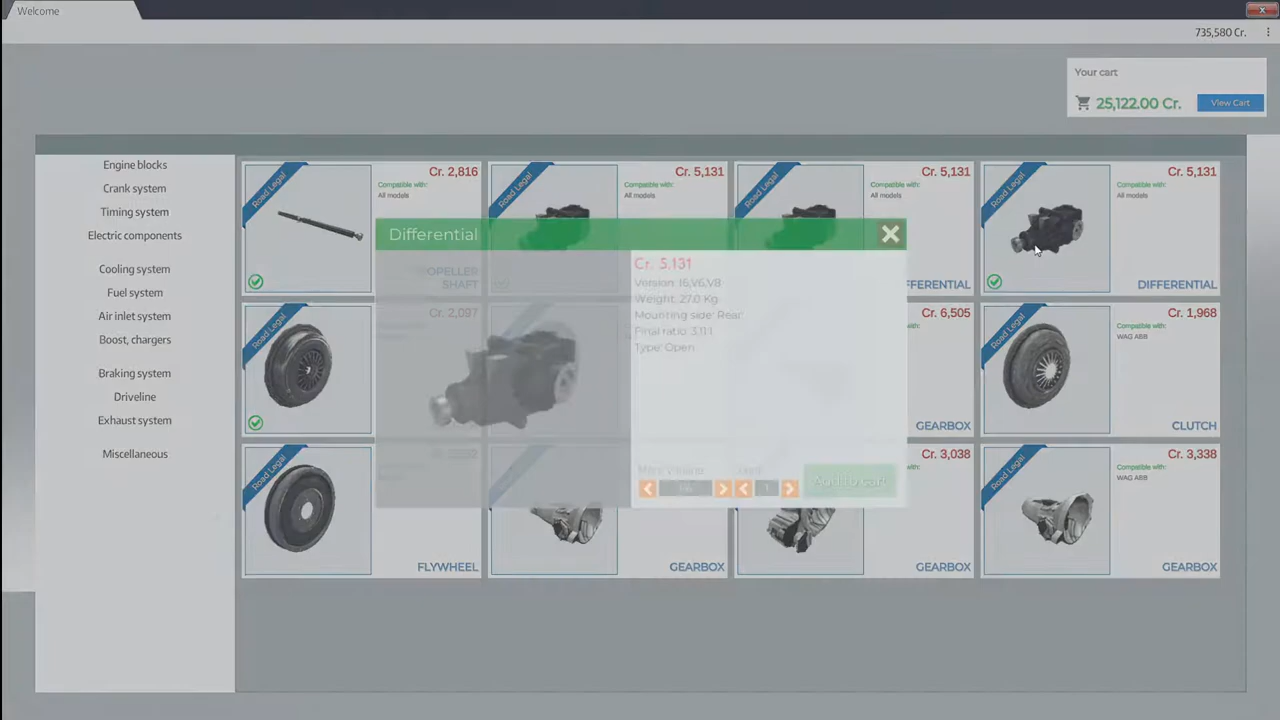 Welcome
735,580 Cr.
Your cart
25,122.00 Cr.
View Cart
Engine blocks
Crank system
Timing system
Electric components
Cooling system
Fuel system
Air inlet system
Boost, chargers
Braking system
Driveline
Exhaust system
Miscellaneous
Road Legal
Cr. 2,816
Compatible with:
All models
PROPELLER
SHAFT
Road Legal
Cr. 5,131
Compatible with:
All models
Road Legal
Cr. 5,131
Compatible with:
All models
Road Legal
Cr. 5,131
Compatible with:
All models
DIFFERENTIAL
Differential
Cr. 5,131
Version: I6,V6,V8
Weight: 27.0 Kg
Mounting side: Rear
Final ratio: 3.11:1
Type: Open
1
Add to cart
Road Legal
Cr. 2,097
Cr. 6,505
GEARBOX
Road Legal
Cr. 1,968
Compatible with:
WAG ABB
CLUTCH
Road Legal
FLYWHEEL
GEARBOX
Cr. 3,038
GEARBOX
Road Legal
Cr. 3,338
Compatible with:
WAG ABB
GEARBOX